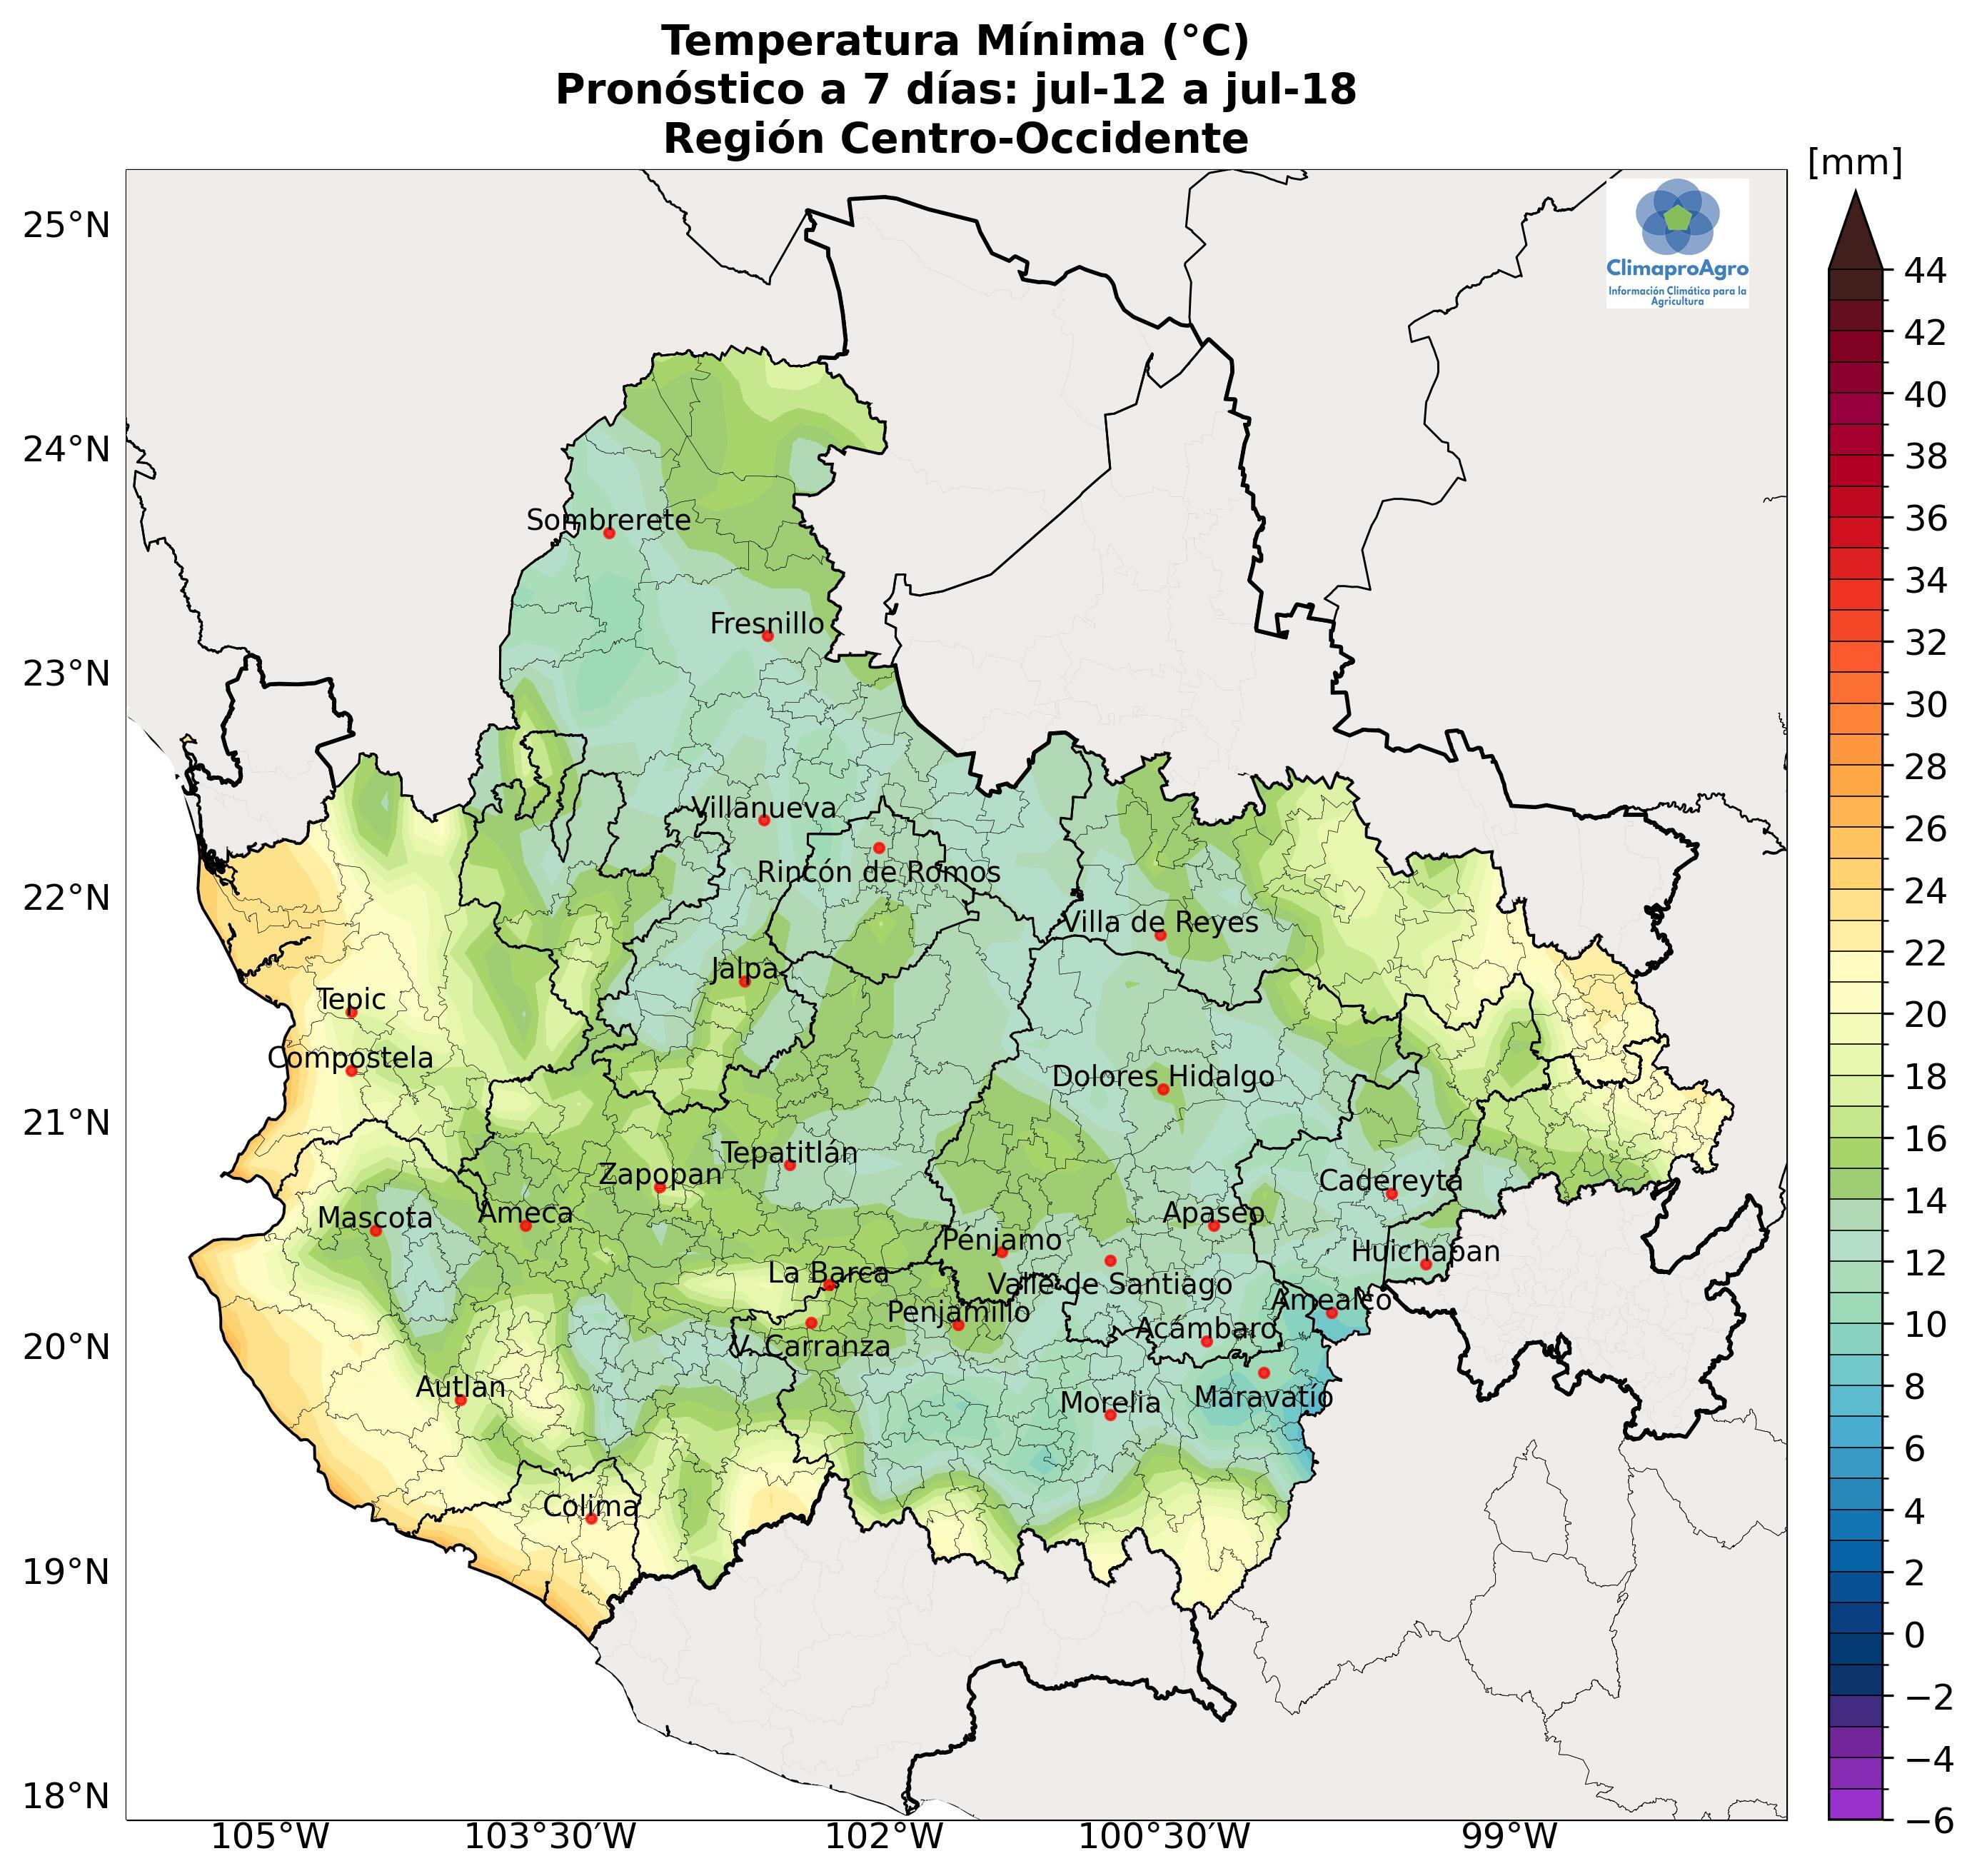 Temperatura Mínima (°C)
Pronóstico a 7 días: jul-12 a jul-18
Región Centro-Occidente
[mm]
ClimaproAgro
Información Climática para la
Agricultura
25°N
24°N
23°N
22°N
21°N
20°N
19°N
18°N
105°W
103°30′W
102°W
100°30′W
99°W
44
42
40
38
36
34
32
30
28
26
24
22
20
18
16
14
12
10
8
6
4
2
0
−2
−4
−6
Sombrerete
Fresnillo
Villanueva
Rincón de Romos
Villa de Reyes
Jalpa
Tepic
Compostela
Dolores Hidalgo
Tepatitlán
Zapopan
Cadereyta
Mascota
Ameca
Apaseo
Pénjamo
Huichapan
La Barca
Valle de Santiago
Amealco
Penjamillo
Acámbaro
V. Carranza
Autlan
Maravatío
Morelia
Colima